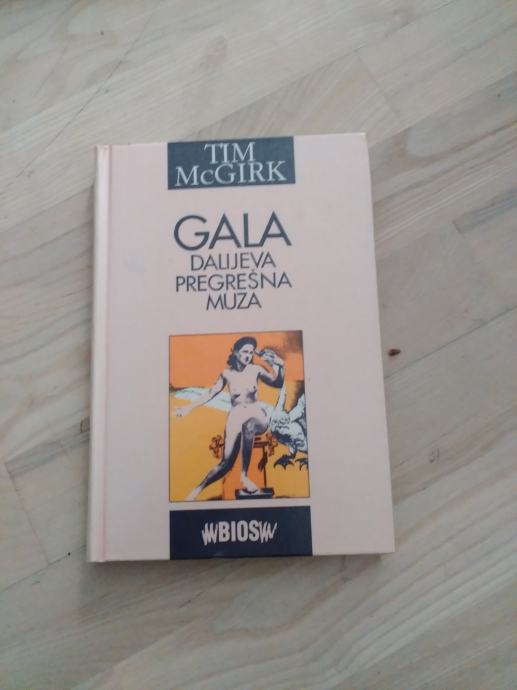 TIM
McGIRK
GALA
DALIJEVA
PREGREŠNA
MUZA
BIOS